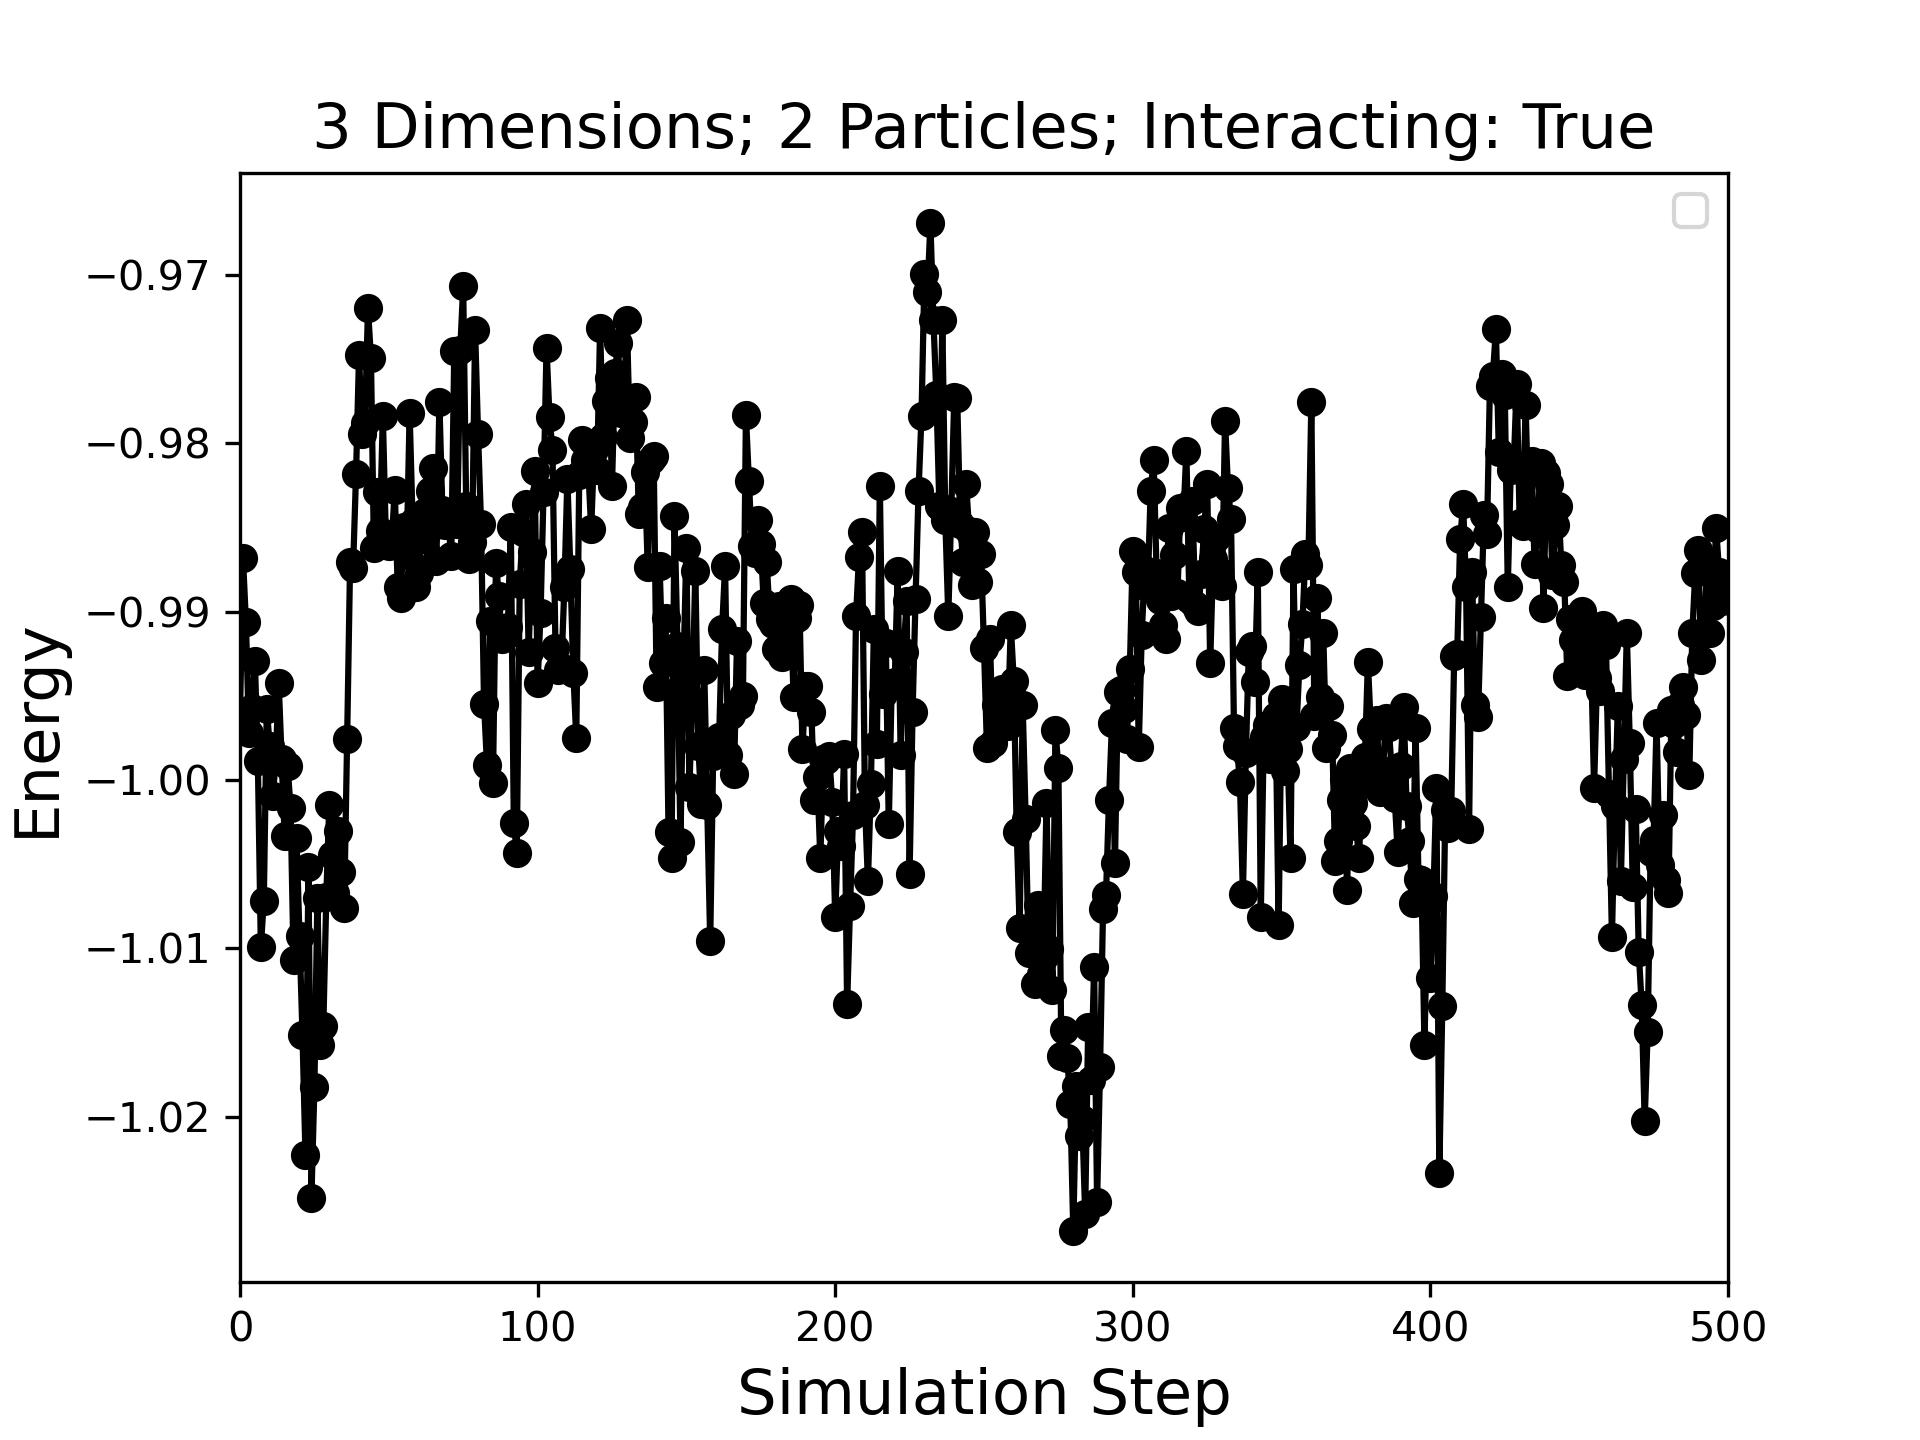 3 Dimensions; 2 Particles; Interacting: True
−0.97
−0.98
−0.99
−1.00
−1.01
−1.02
Energy
0 100 200 300 400 500
Simulation Step